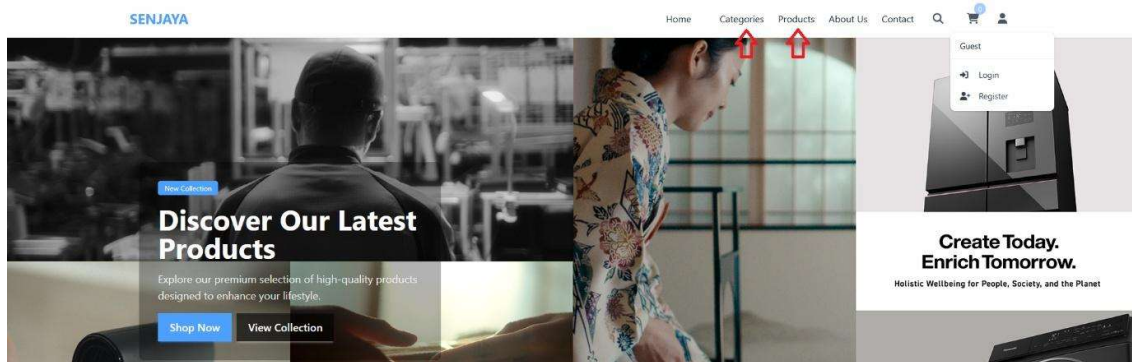 SENJAYA
Home Categories Products About Us Contact 0
Guest
Login
Register
New Collection
Discover Our Latest
Products
Explore our premium selection of high-quality products
designed to enhance your lifestyle.
Shop Now View Collection
Create Today.
Enrich Tomorrow.
Holistic Wellbeing for People, Society, and the Planet